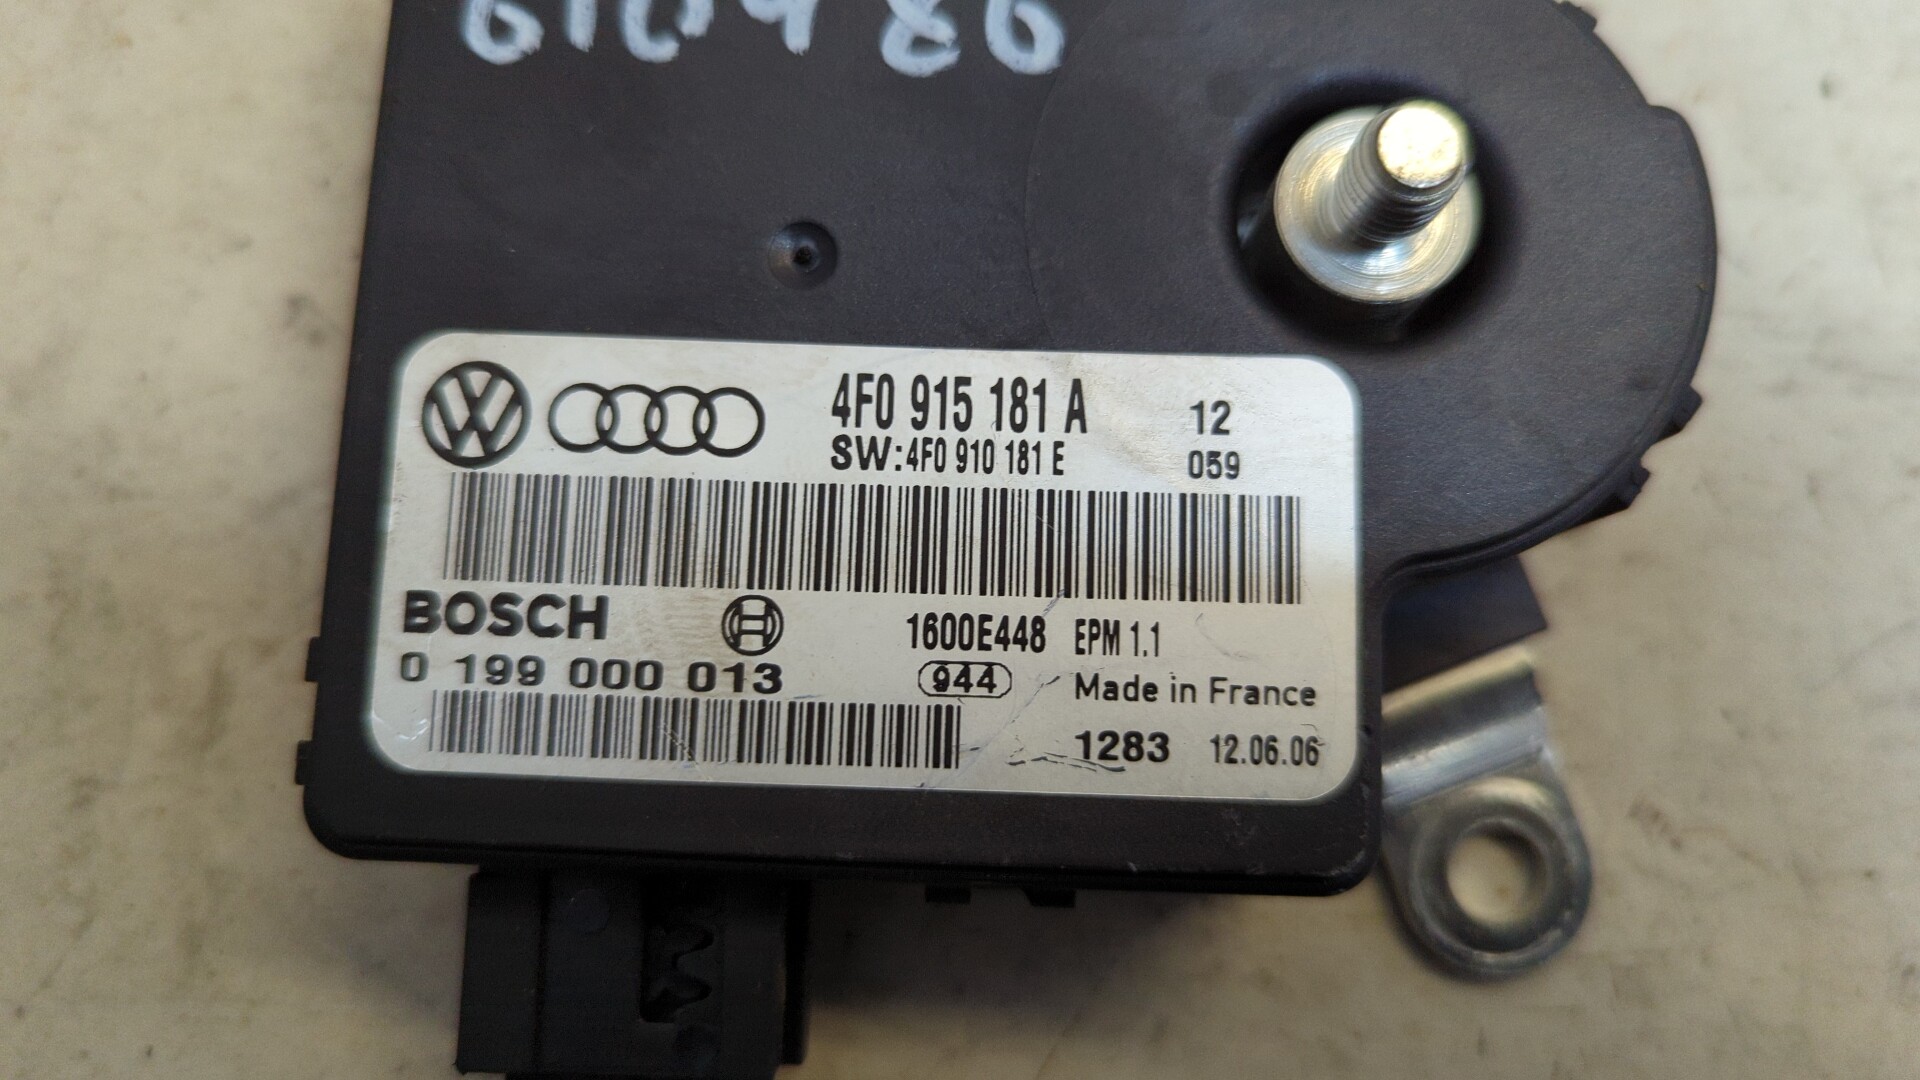 610486
4F0 915 181 A 12
SW:4F0 910 181 E 059
BOSCH 1600E448 EPM 1.1
0 199 000 013 944 Made in France
1283 12.06.06